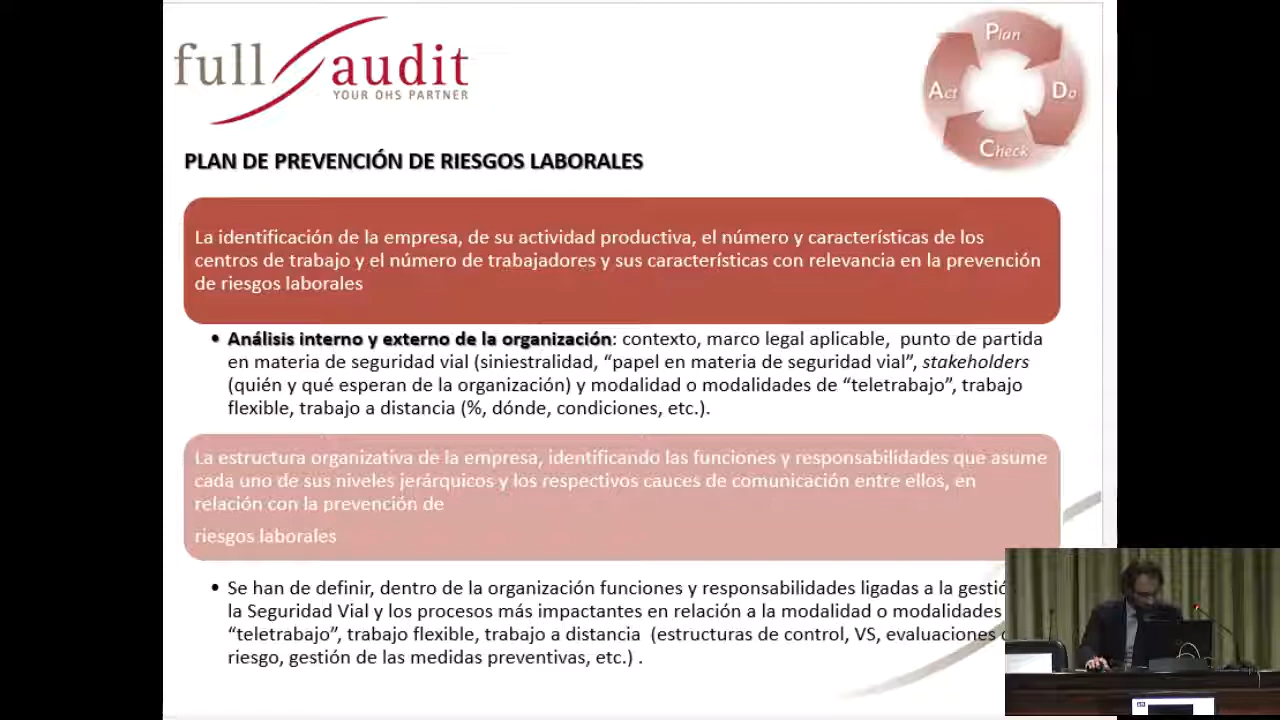 full audit
YOUR OHS PARTNER
Plan
Act
Do
Check
PLAN DE PREVENCIÓN DE RIESGOS LABORALES
La identificación de la empresa, de su actividad productiva, el número y características de los
centros de trabajo y el número de trabajadores y sus características con relevancia en la prevención
de riesgos laborales
• Análisis interno y externo de la organización: contexto, marco legal aplicable, punto de partida
en materia de seguridad vial (siniestralidad, “papel en materia de seguridad vial”, stakeholders
(quién y qué esperan de la organización) y modalidad o modalidades de “teletrabajo”, trabajo
flexible, trabajo a distancia (%, dónde, condiciones, etc.).
La estructura organizativa de la empresa, identificando las funciones y responsabilidades que asume
cada uno de sus niveles jerárquicos y los respectivos cauces de comunicación entre ellos, en
relación con la prevención de
riesgos laborales
• Se han de definir, dentro de la organización funciones y responsabilidades ligadas a la
la Seguridad Vial y los procesos más impactantes en relación a la modalidad o modalidades
“teletrabajo”, trabajo flexible, trabajo a distancia (estructuras de control, VS, evaluaciones
riesgo, gestión de las medidas preventivas, etc.) .